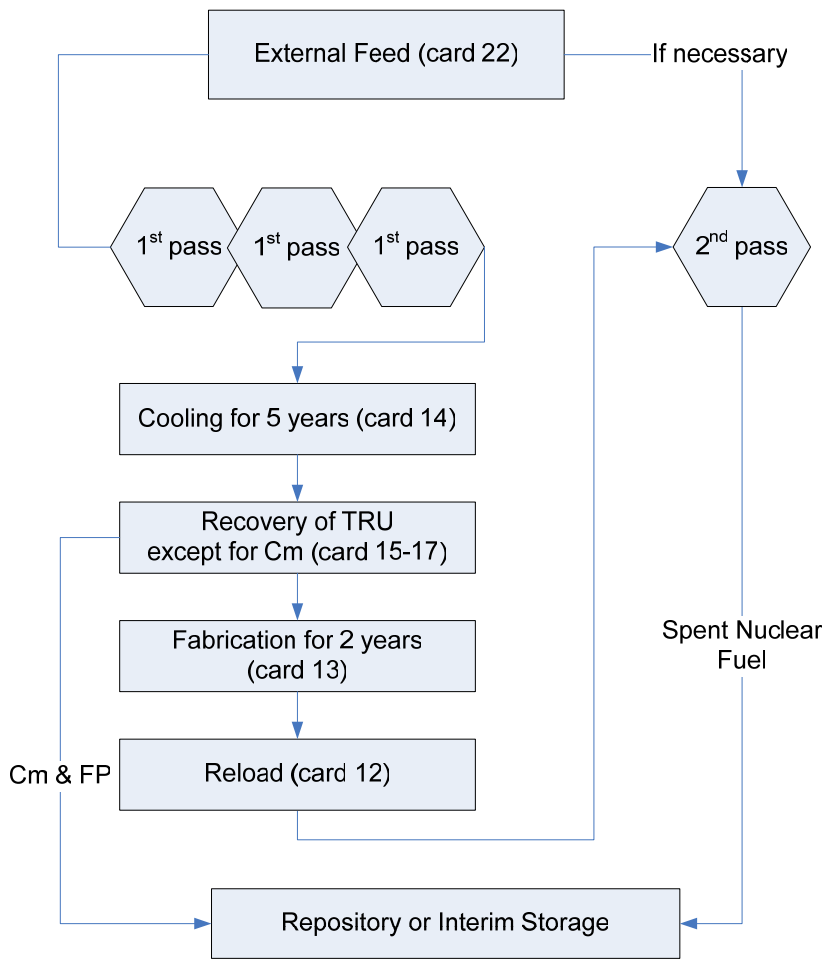 External Feed (card 22)
If necessary
1st pass
1st pass
1st pass
2nd pass
Cooling for 5 years (card 14)
Recovery of TRU
except for Cm (card 15-17)
Fabrication for 2 years
(card 13)
Spent Nuclear
Fuel
Reload (card 12)
Cm & FP
Repository or Interim Storage